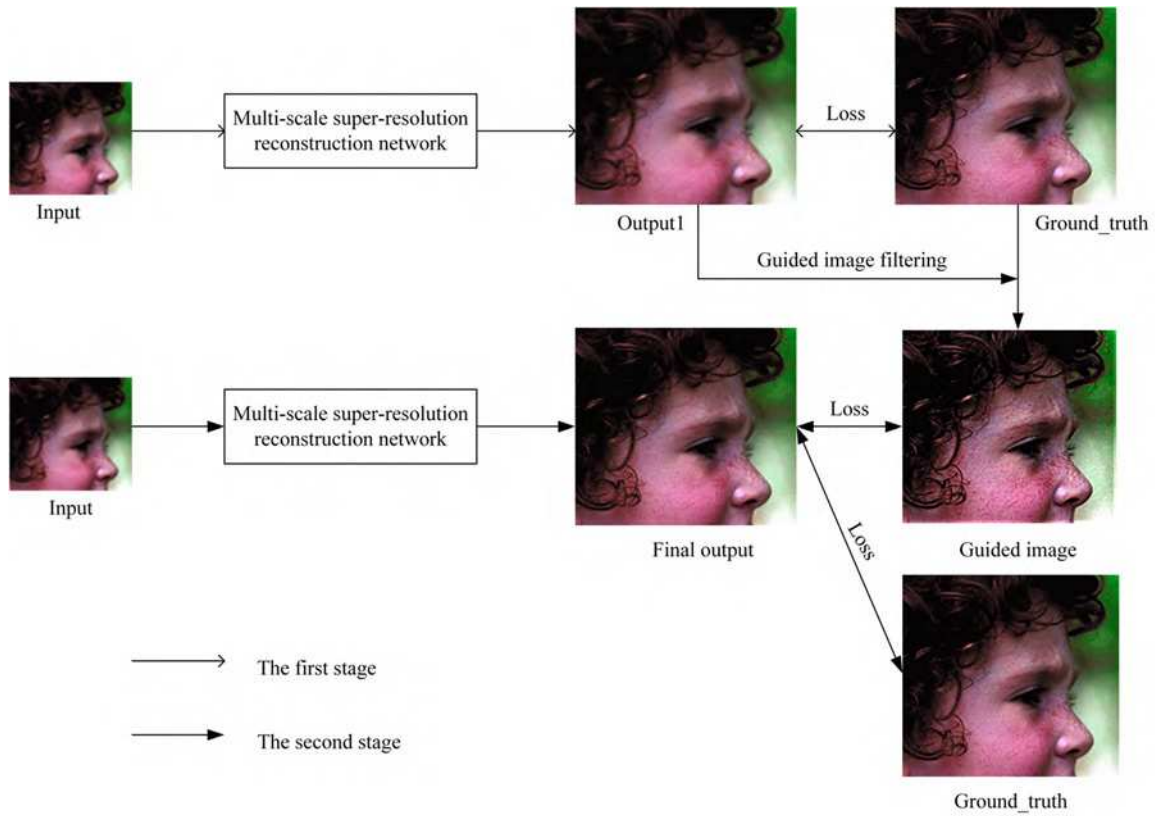 Multi-scale super-resolution
reconstruction network
Loss
Input
Output1
Ground_truth
Guided image filtering
Multi-scale super-resolution
reconstruction network
Loss
Input
Final output
Loss
Guided image
The first stage
The second stage
Ground_truth